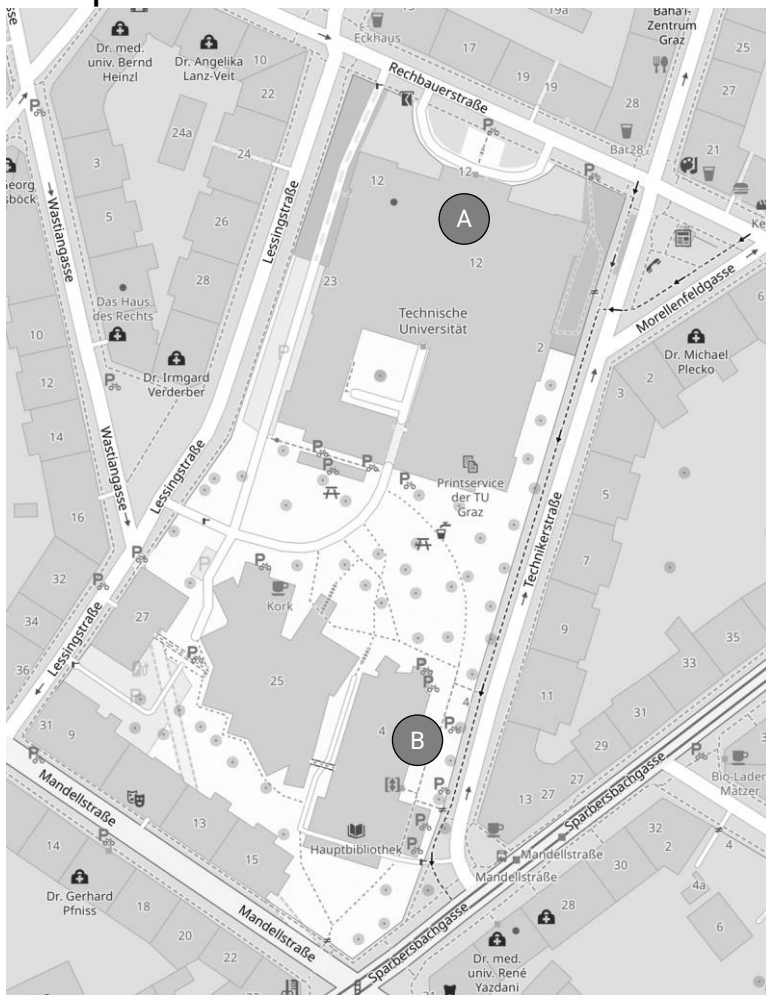 19a
Baha'i-
Zentrum
Graz
Eckhaus
Dr. med.
univ. Bernd
Heinzl
Dr. Angelika
Lanz-Veit
10
17
19
19
25
Rechbauerstraße
22
28
24a
24
Bar28
21
3
12
12
Georg
Wastiangasse
Lessingstraße
A
5
26
12
23
28
Das Haus
des Rechts
Technische
Universität
Morellenfeldgasse
6
10
2
Dr. Michael
Plecko
Dr. Irmgard
Verderber
12
2
3
14
Wastiangasse
Lessingstraße
Printservice
der TU
Graz
5
16
Technikerstraße
7
32
Kork
27
34
9
35
Lessingstraße
33
36
25
11
4
31
4
B
31
9
29
27
27
13
Bio Laden
Matzer
Mandellstraße
13
Sparbersbachgasse
Hauptbibliothek
32
2
4
14
15
Mandellstraße
Mandellstraße
30
4a
Dr. Gerhard
Pfniss
18
Mandellstraße
28
6
20
Sparbersbachgasse
22
Dr. med.
univ. René
Yazdani